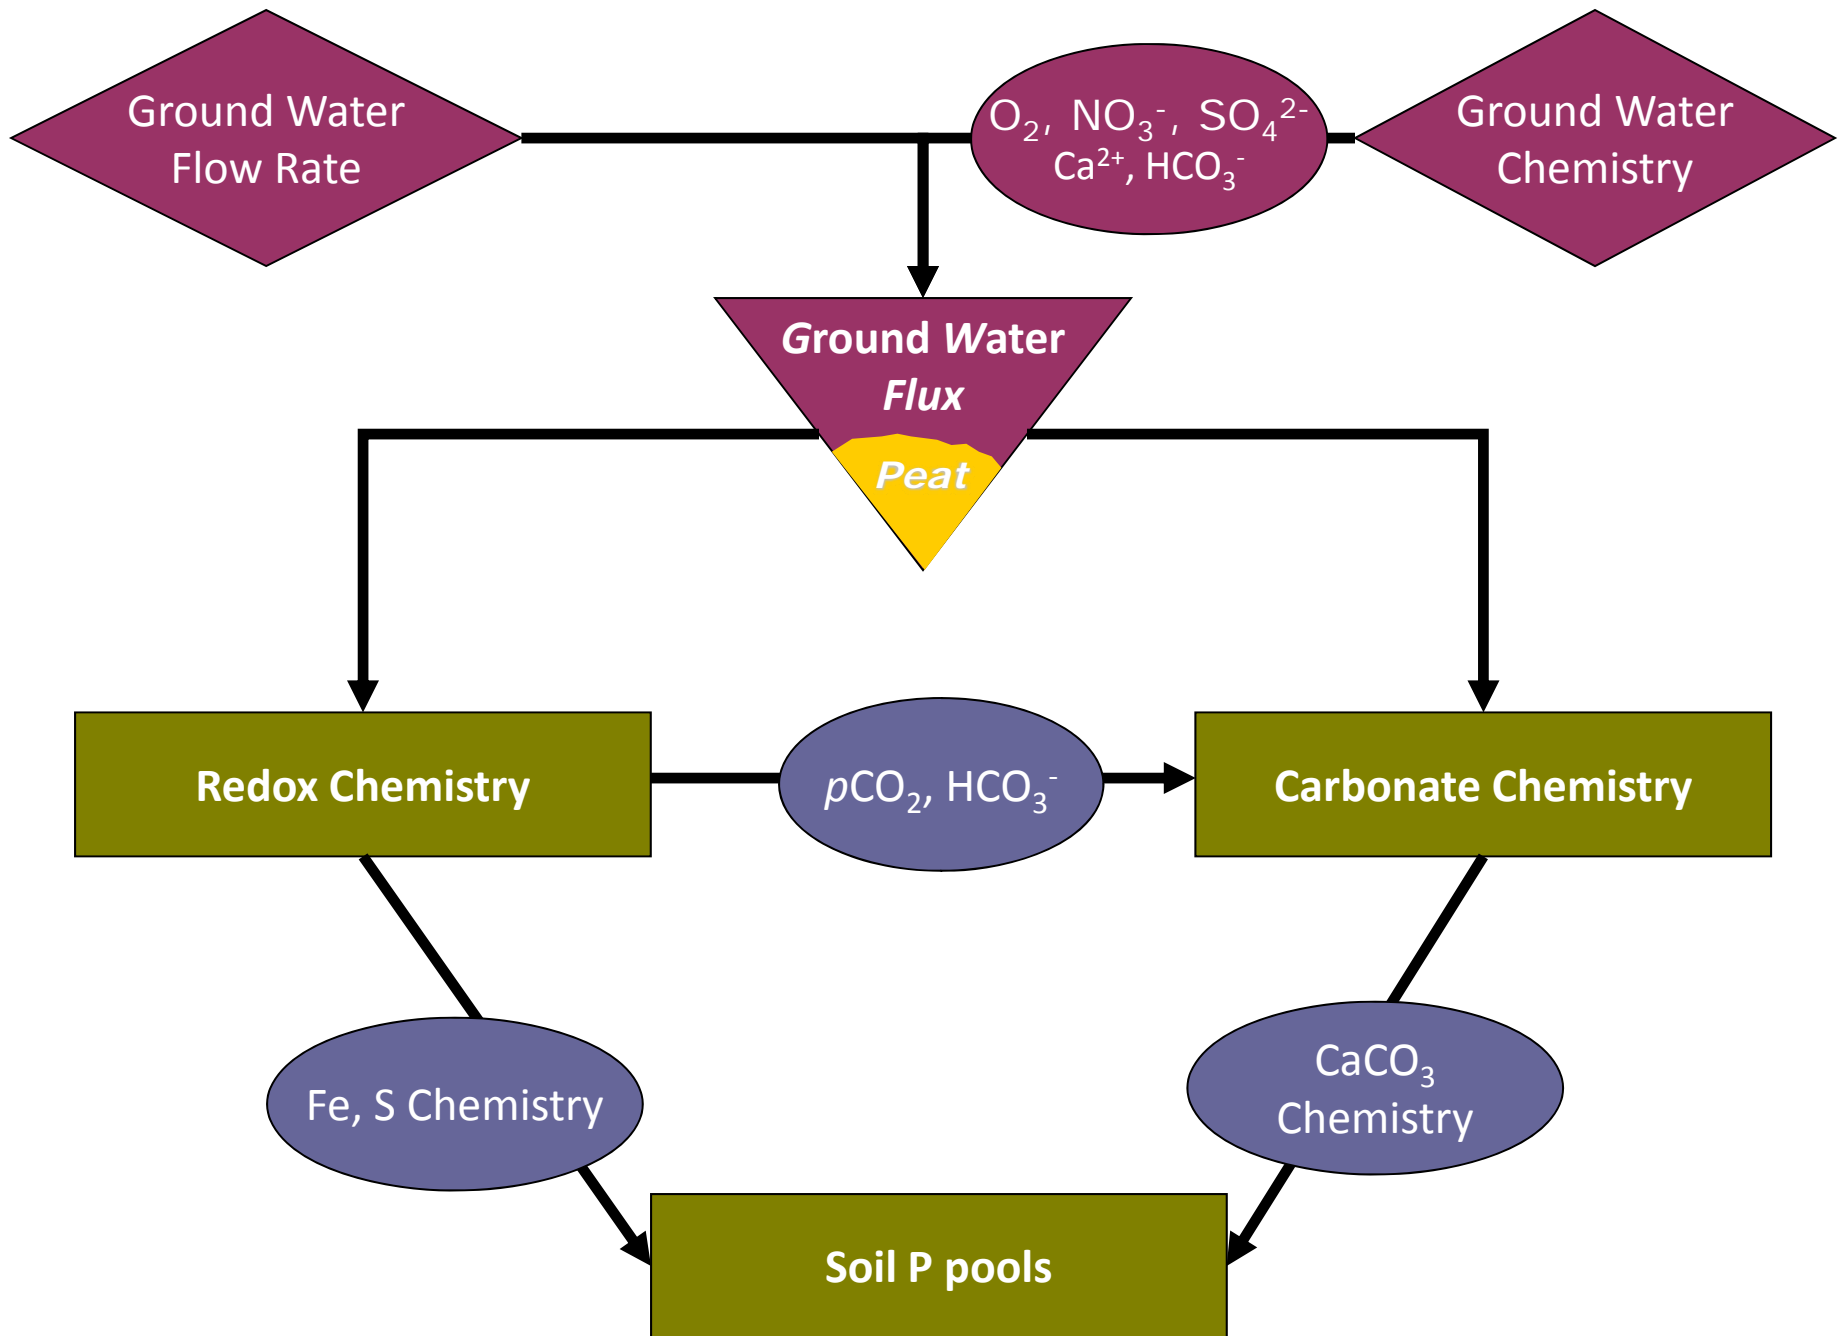 Ground Water
Flow Rate
O₂, NO₃⁻, SO₄²⁻
Ca²⁺, HCO₃⁻
Ground Water
Chemistry
Ground Water
Flux
Peat
Redox Chemistry
pCO₂, HCO₃⁻
Carbonate Chemistry
Fe, S Chemistry
CaCO₃
Chemistry
Soil P pools